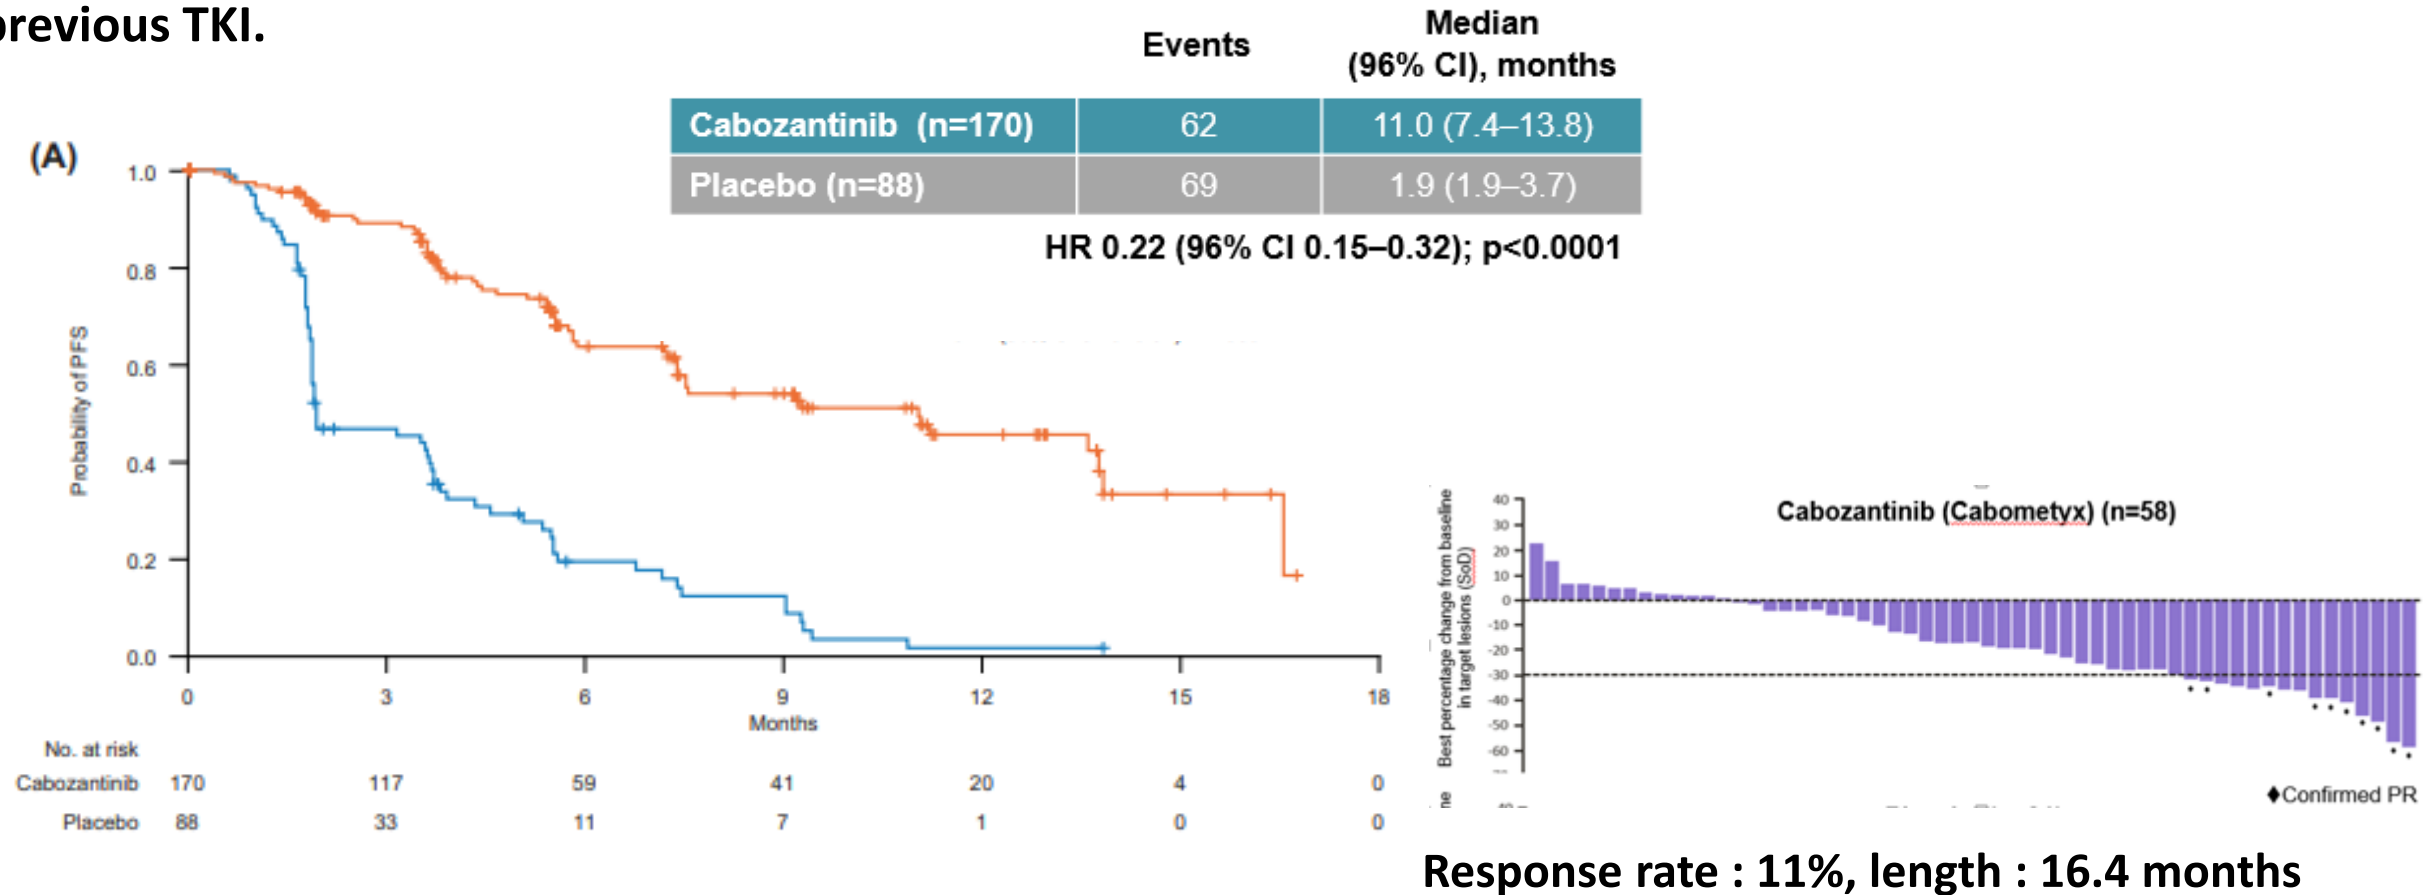 previous TKI.
Events
Median
(96% CI), months
Cabozantinib (n=170) 62 11.0 (7.4–13.8)
Placebo (n=88) 69 1.9 (1.9–3.7)
HR 0.22 (96% CI 0.15–0.32); p<0.0001
(A)
Probability of PFS
1.0
0.8
0.6
0.4
0.2
0.0
0 3 6 9 12 15 18
Months
No. at risk
Cabozantinib 170 117 59 41 20 4 0
Placebo 88 33 11 7 1 0 0
Cabozantinib (Cabometyx) (n=58)
Best percentage change from baseline
in target lesions (SoD)
40
30
20
10
0
-10
-20
-30
-40
-50
-60
♦Confirmed PR
Response rate : 11%, length : 16.4 months